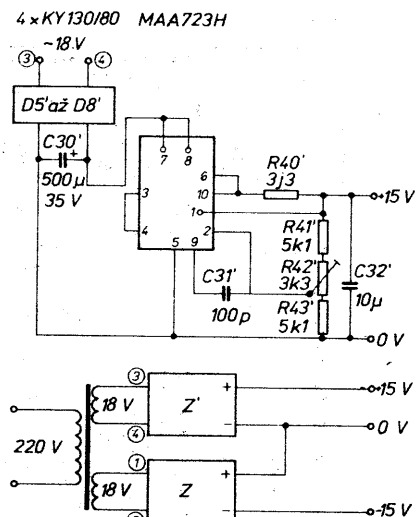 4 x KY130/80 MAA723H
~18 V
3 4
D5' až D8'
C30'
+
500μ
35 V
7 8
3
4
6
10
1
2
5 9
R40'
3j3
+15 V
R41'
5k1
R42'
3k3
R43'
5k1
C32'
10μ
C31'
100p
0 V
3
18 V
4
Z'
+
−
+15 V
0 V
220 V
1
18 V
Z
+
−
-15 V